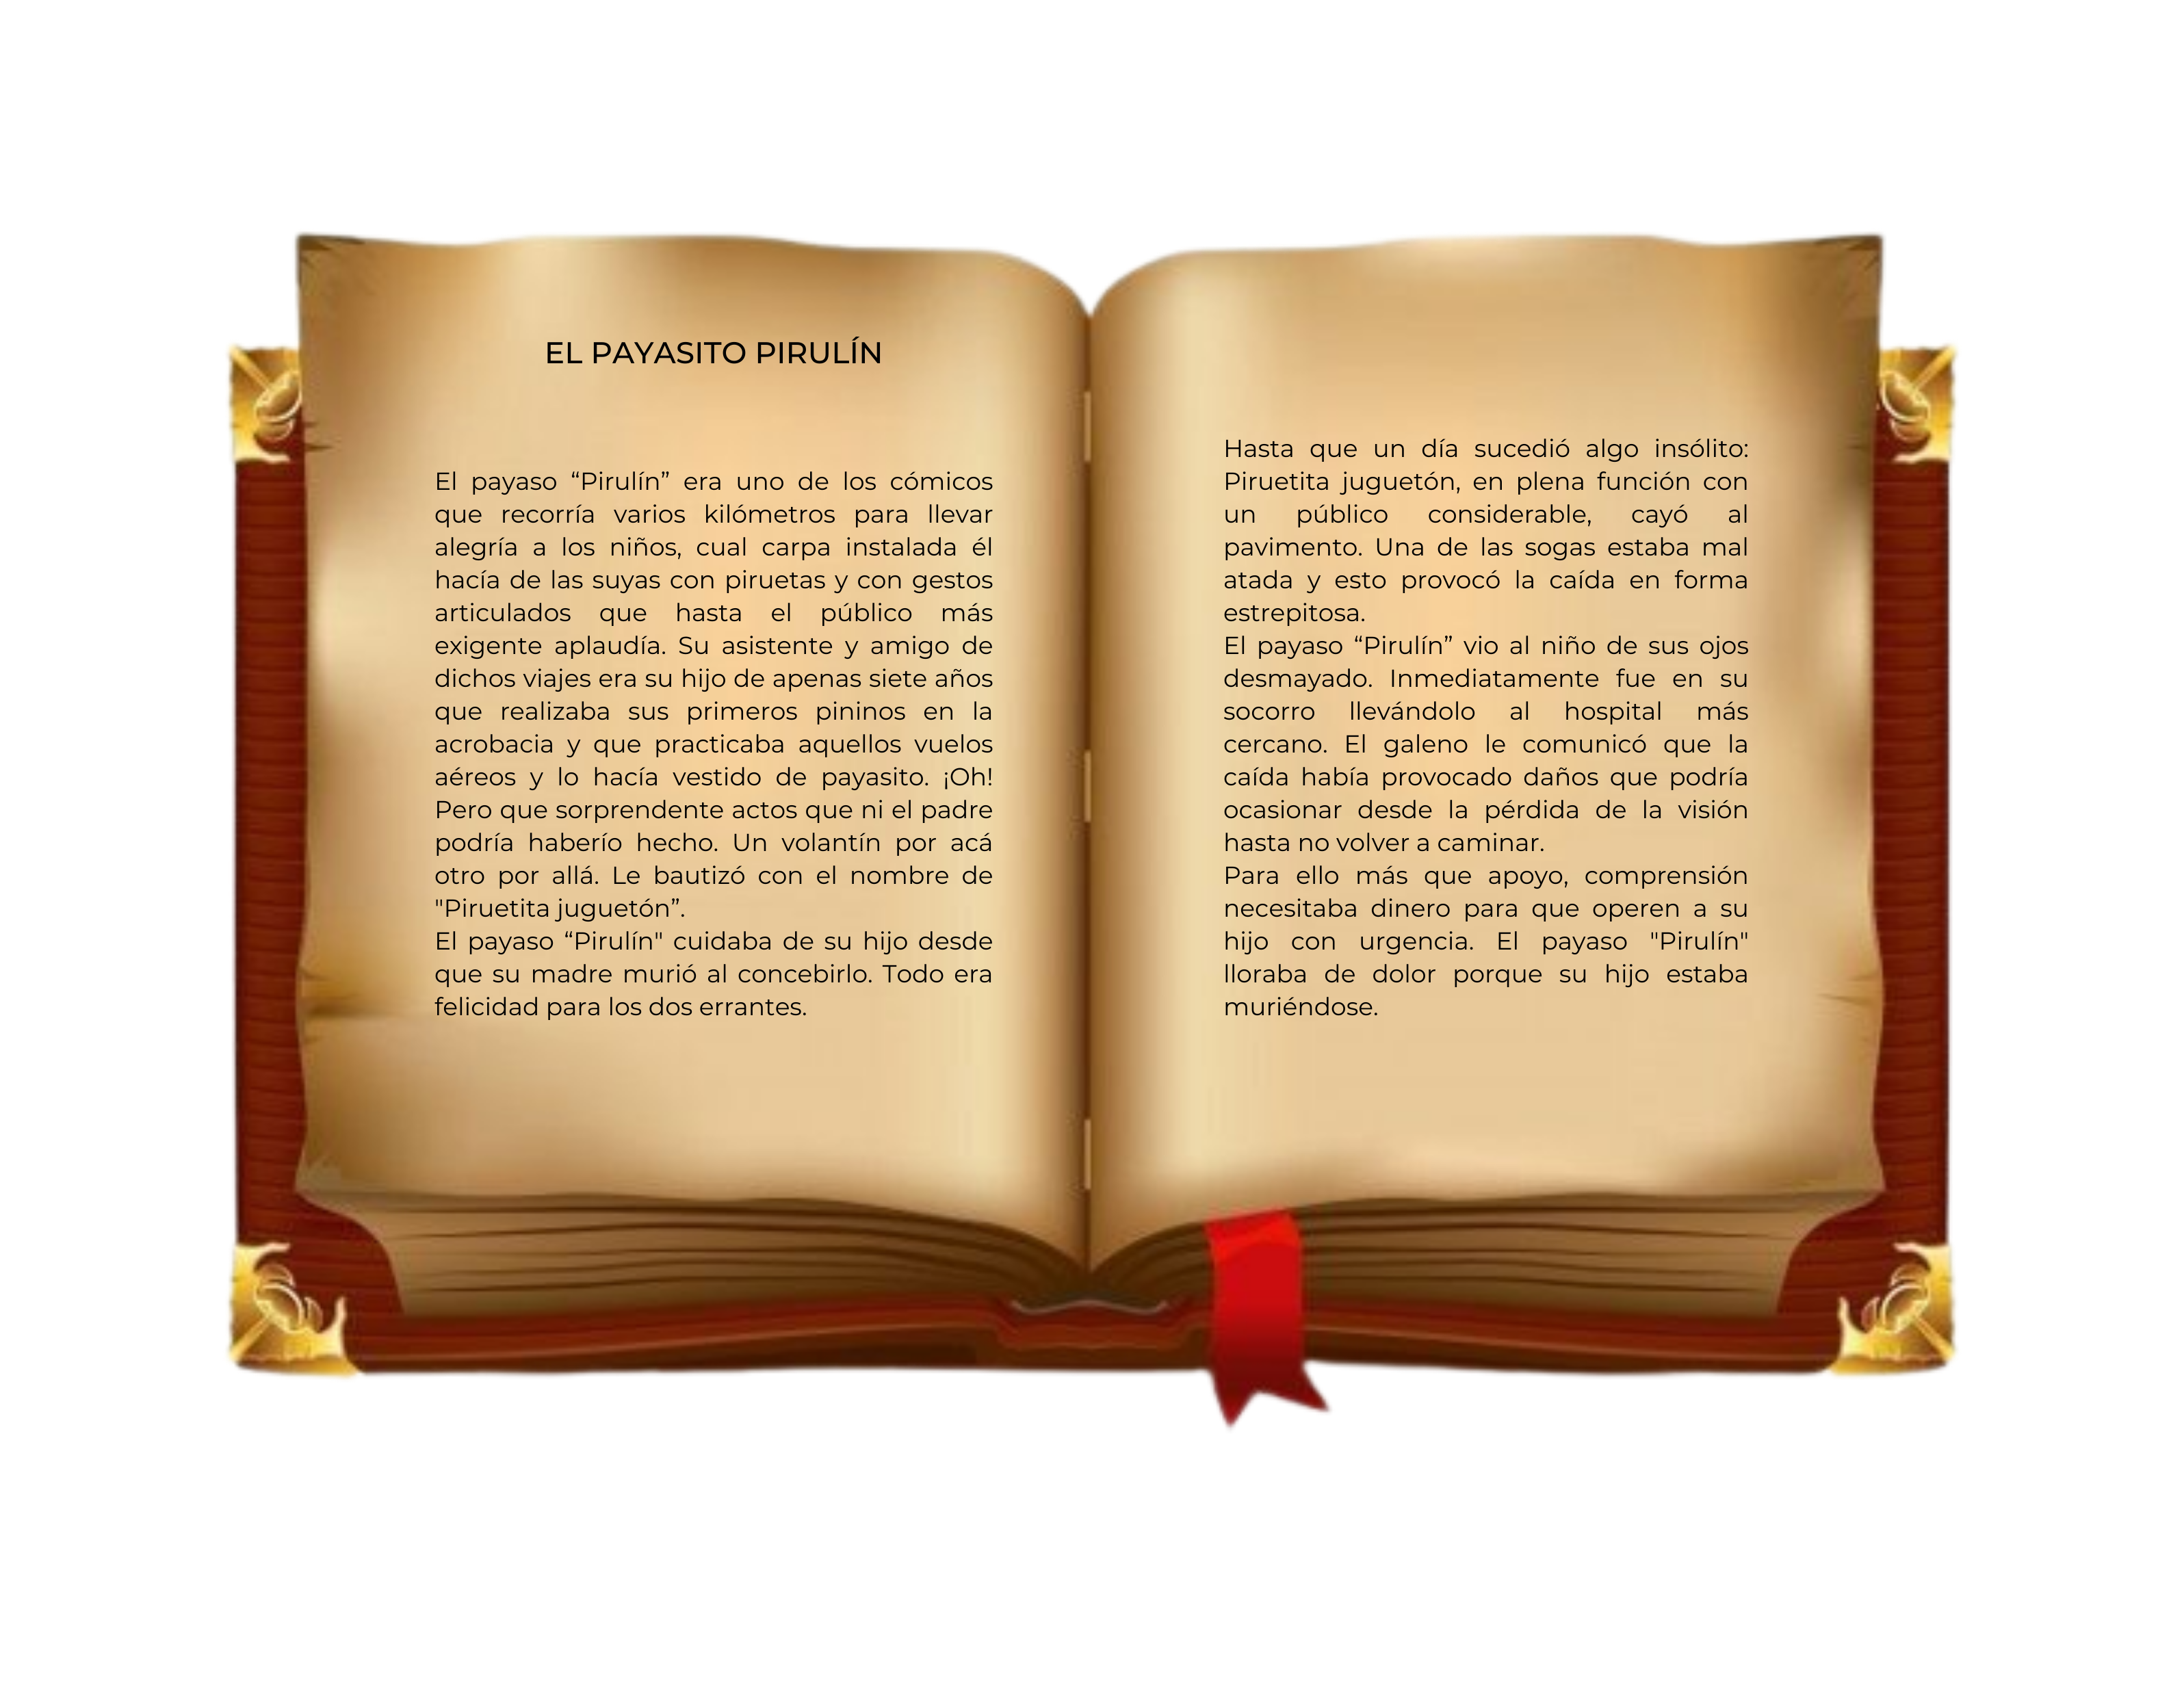 EL PAYASITO PIRULÍN
El payaso “Pirulín” era uno de los cómicos
que recorría varios kilómetros para llevar
alegría a los niños, cual carpa instalada él
hacía de las suyas con piruetas y con gestos
articulados que hasta el público más
exigente aplaudía. Su asistente y amigo de
dichos viajes era su hijo de apenas siete años
que realizaba sus primeros pininos en la
acrobacia y que practicaba aquellos vuelos
aéreos y lo hacía vestido de payasito. ¡Oh!
Pero que sorprendente actos que ni el padre
podría haberío hecho. Un volantín por acá
otro por allá. Le bautizó con el nombre de
"Piruetita juguetón”.
El payaso “Pirulín" cuidaba de su hijo desde
que su madre murió al concebirlo. Todo era
felicidad para los dos errantes.
Hasta que un día sucedió algo insólito:
Piruetita juguetón, en plena función con
un público considerable, cayó al
pavimento. Una de las sogas estaba mal
atada y esto provocó la caída en forma
estrepitosa.
El payaso “Pirulín” vio al niño de sus ojos
desmayado. Inmediatamente fue en su
socorro llevándolo al hospital más
cercano. El galeno le comunicó que la
caída había provocado daños que podría
ocasionar desde la pérdida de la visión
hasta no volver a caminar.
Para ello más que apoyo, comprensión
necesitaba dinero para que operen a su
hijo con urgencia. El payaso "Pirulín"
lloraba de dolor porque su hijo estaba
muriéndose.